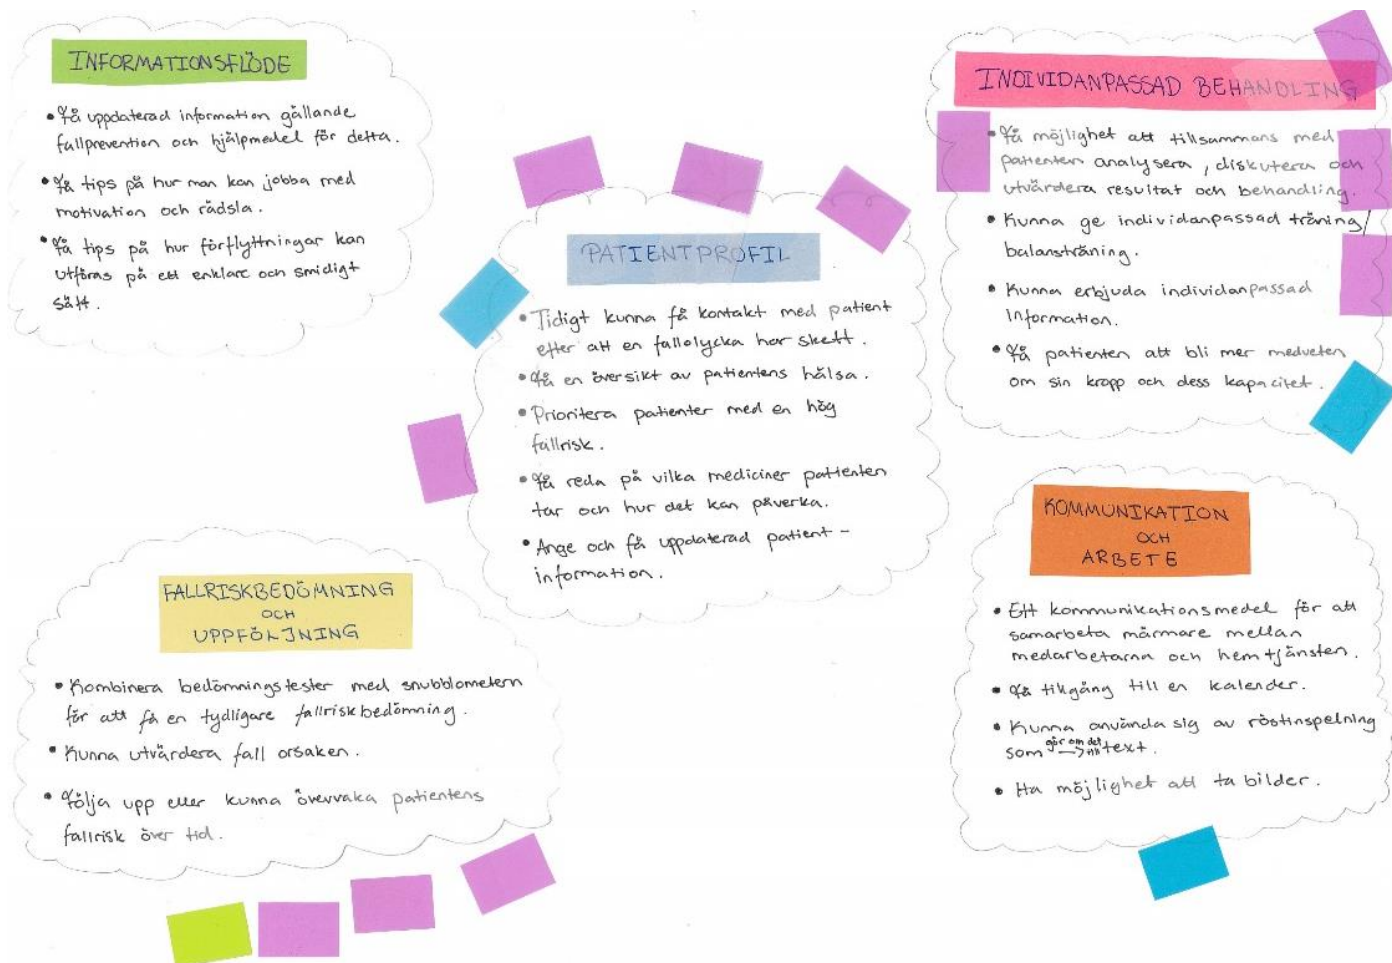 INFORMATIONSFLÖDE
• Få uppdaterad information gällande
fallprevention och hjälpmedel för detta.
• Få tips på hur man kan jobba med
motivation och rädsla.
• Få tips på hur förflyttningar kan
utföras på ett enklare och smidigt
sätt.
PATIENTPROFIL
• Tidigt kunna få kontakt med patient
efter att en fallolycka har skett.
• Få en översikt av patientens hälsa.
• Prioritera patienter med en hög
fallrisk.
• Få reda på vilka mediciner patienten
tar och hur det kan påverka.
• Ange och få uppdaterad patient-
information.
INDIVIDANPASSAD BEHANDLING
• Få möjlighet att tillsammans med
patienten analysera, diskutera och
utvärdera resultat och behandling.
• Kunna ge individanpassad träning/
balansträning.
• Kunna erbjuda individanpassad
Information.
• Få patienten att bli mer medveten
om sin kropp och dess kapacitet.
FALLRISKBEDÖMNING
OCH
UPPFÖLJNING
• Kombinera bedömningstester med snubblometern
för att få en tydligare fallriskbedömning.
• Kunna utvärdera fall orsaken.
• Följa upp eller kunna övervaka patientens
fallrisk över tid.
KOMMUNIKATION
OCH
ARBETE
• Ett kommunikationsmedel för att
samarbeta närmare mellan
medarbetarna och hemtjänsten.
• Få tillgång till en kalender.
• Kunna använda sig av röstinspelning
som gör om det till → text.
• Ha möjlighet att ta bilder.